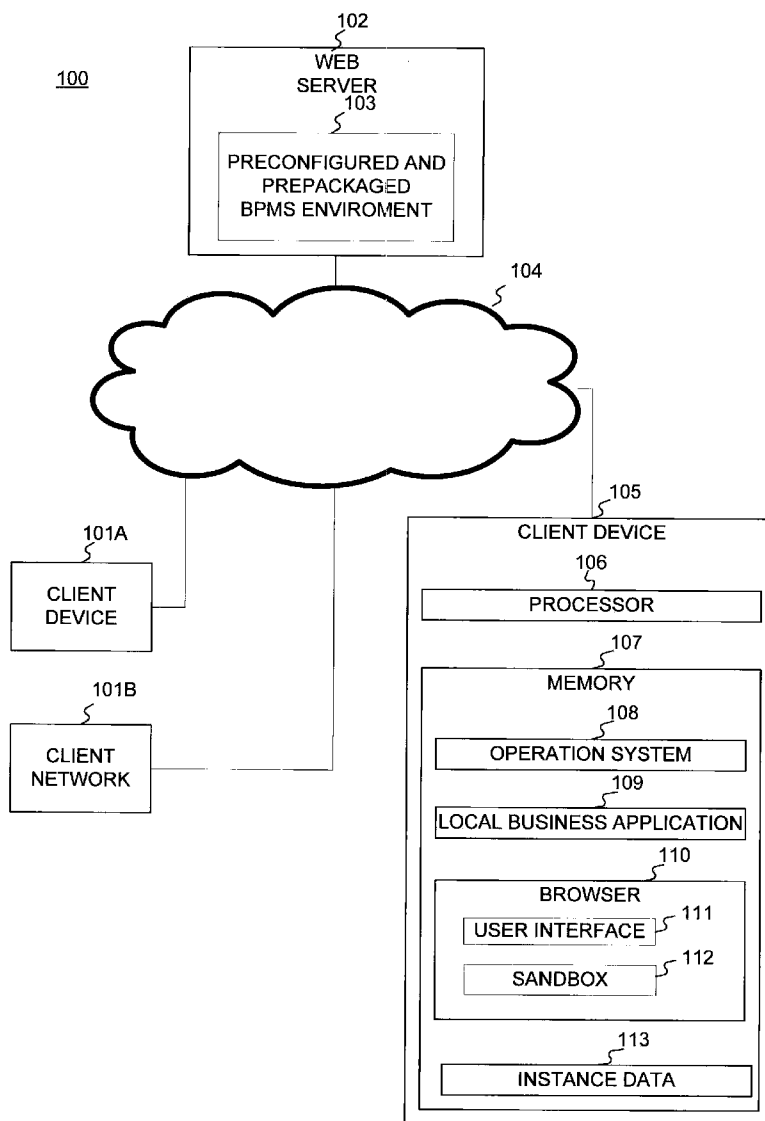 102
WEB
SERVER
100
103
PRECONFIGURED AND
PREPACKAGED
BPMS ENVIROMENT
104
105
CLIENT DEVICE
101A
CLIENT
DEVICE
106
PROCESSOR
107
MEMORY
101B
CLIENT
NETWORK
108
OPERATION SYSTEM
109
LOCAL BUSINESS APPLICATION
110
BROWSER
111
USER INTERFACE
112
SANDBOX
113
INSTANCE DATA